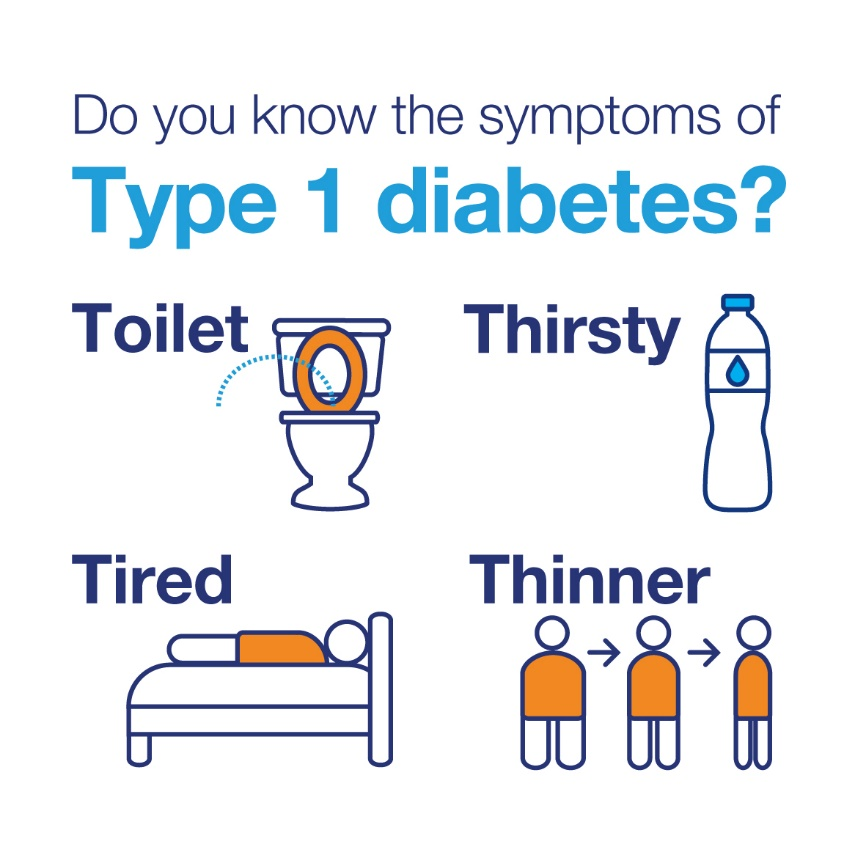 Do you know the symptoms of
Type 1 diabetes?
Toilet
Thirsty
Tired
Thinner